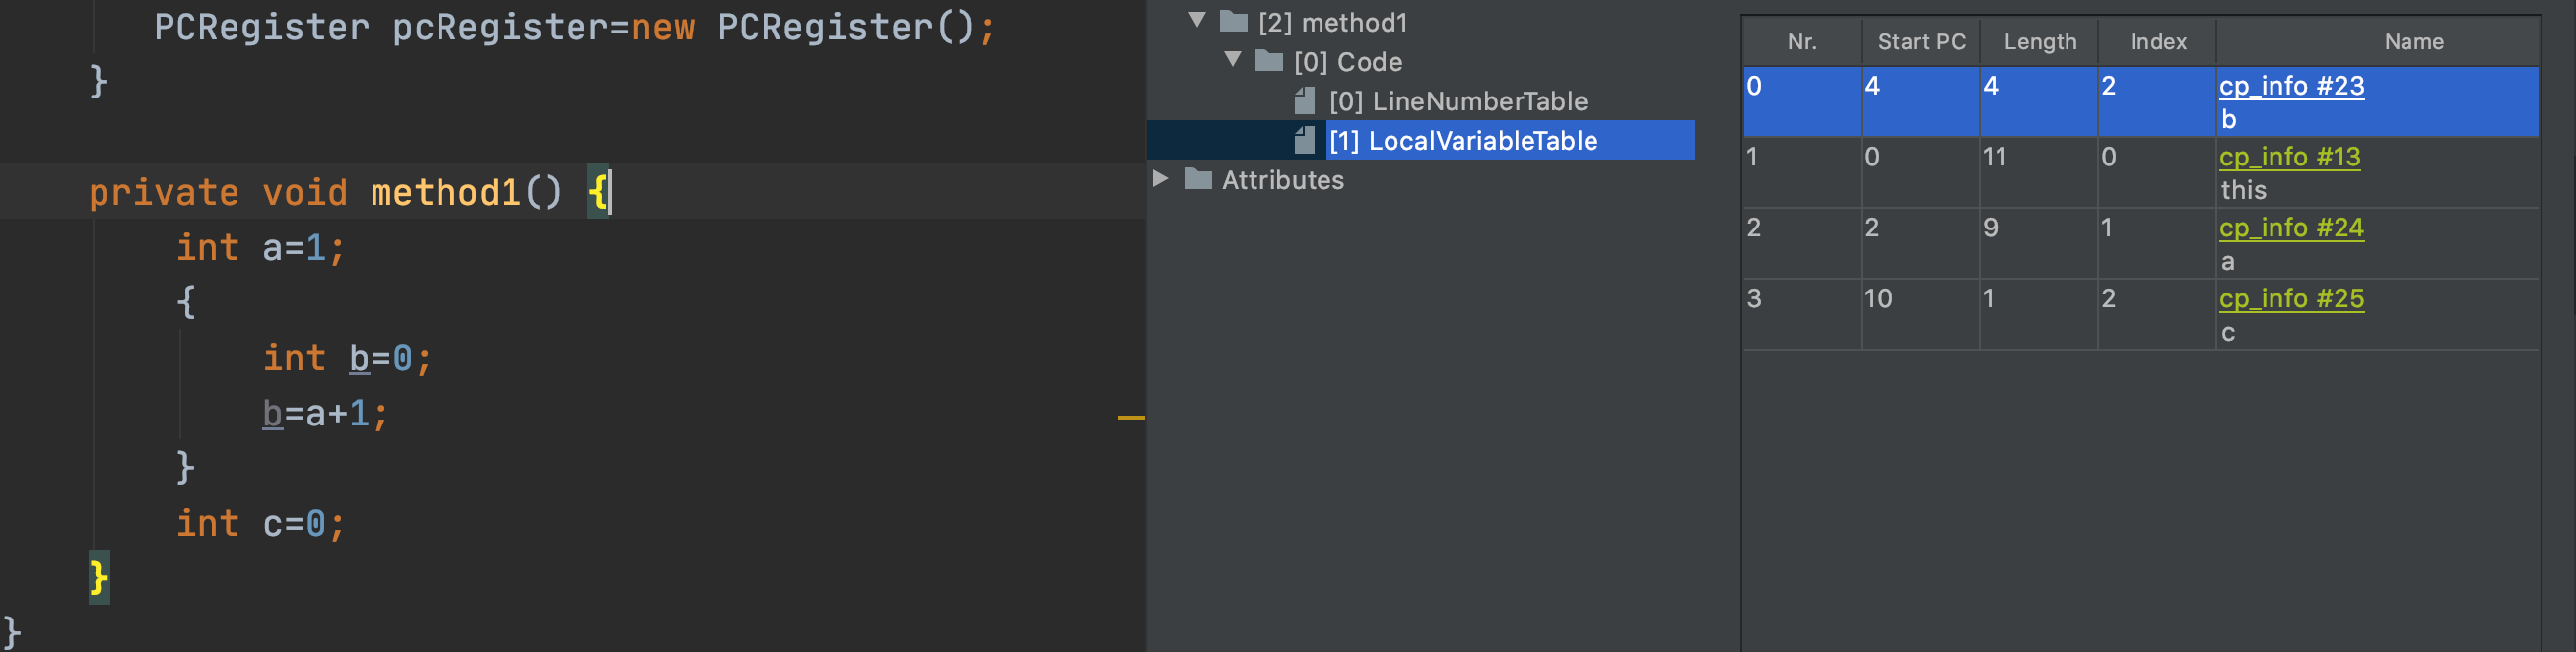 PCRegister pcRegister=new PCRegister();
}
private void method1() {
int a=1;
{
int b=0;
b=a+1;
}
int c=0;
}
}
[2] method1
[0] Code
[0] LineNumberTable
[1] LocalVariableTable
Attributes
Nr. Start PC Length Index Name
0 4 4 2 cp_info #23
b
1 0 11 0 cp_info #13
this
2 2 9 1 cp_info #24
a
3 10 1 2 cp_info #25
c